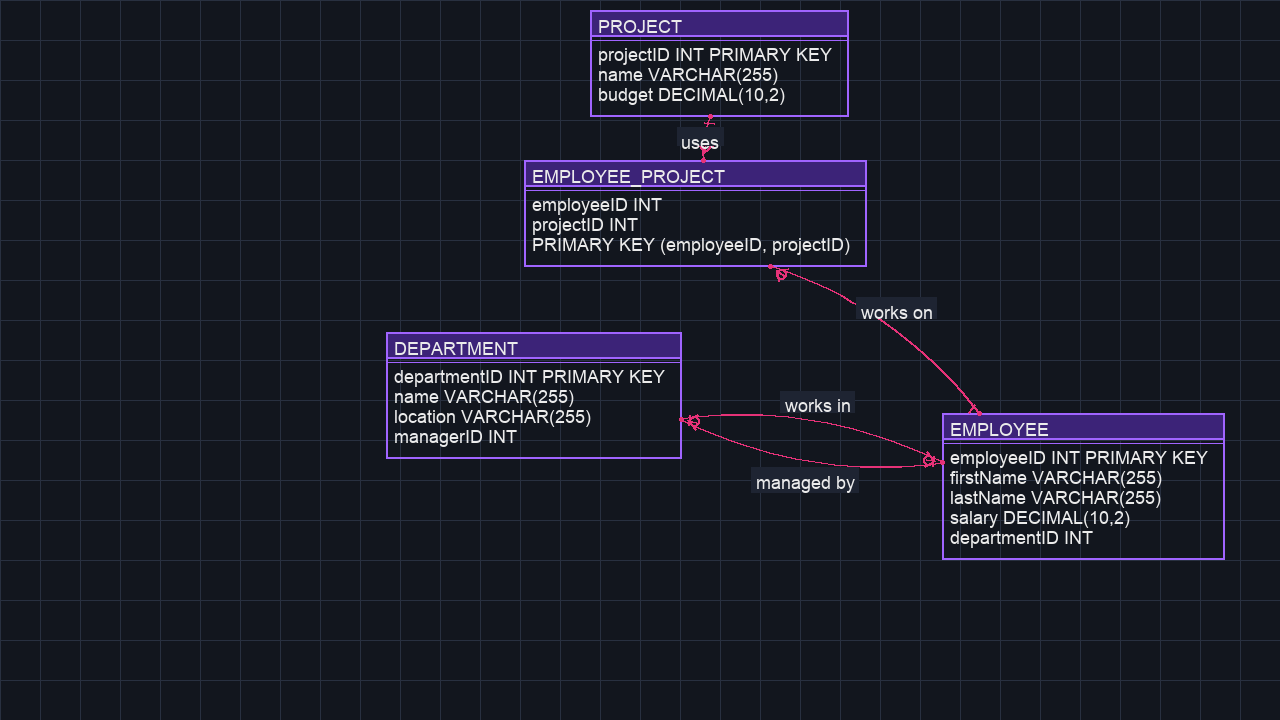 PROJECT
projectID INT PRIMARY KEY
name VARCHAR(255)
budget DECIMAL(10,2)
uses
EMPLOYEE_PROJECT
employeeID INT
projectID INT
PRIMARY KEY (employeeID, projectID)
works on
DEPARTMENT
departmentID INT PRIMARY KEY
name VARCHAR(255)
location VARCHAR(255)
managerID INT
works in
managed by
EMPLOYEE
employeeID INT PRIMARY KEY
firstName VARCHAR(255)
lastName VARCHAR(255)
salary DECIMAL(10,2)
departmentID INT